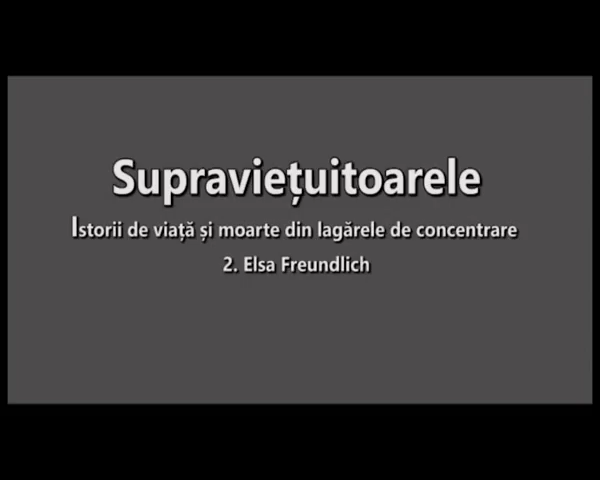 Supraviețuitoarele
Istorii de viață și moarte din lagărele de concentrare
2. Elsa Freundlich